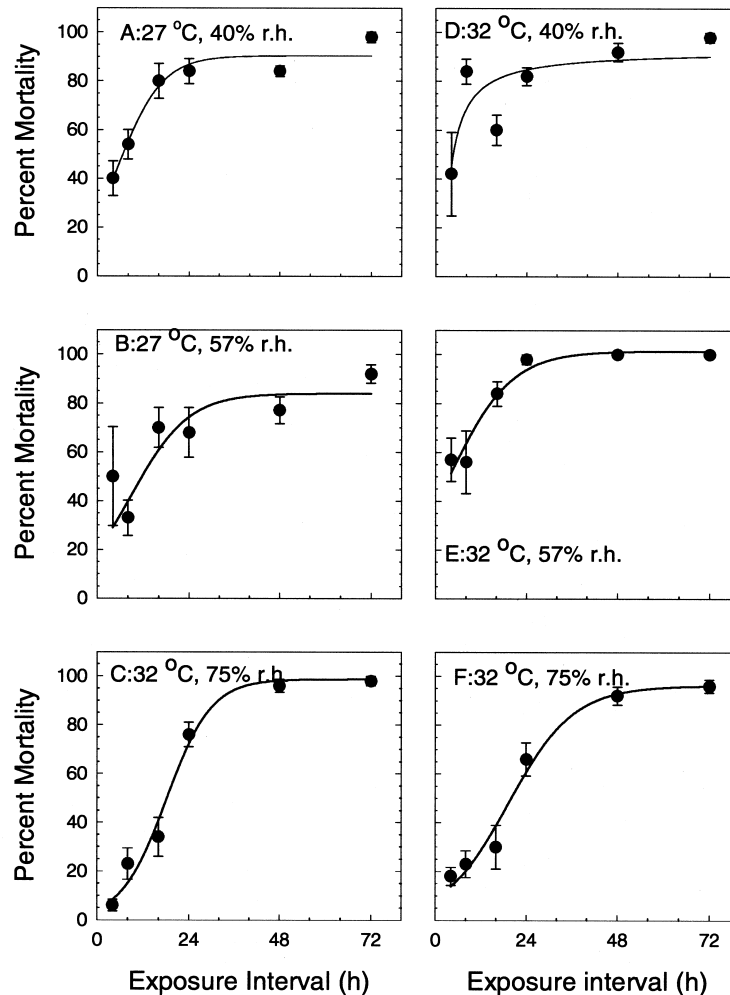 A:27 °C, 40% r.h.
Percent Mortality
100
80
60
40
20
0
D:32 °C, 40% r.h.
B:27 °C, 57% r.h.
Percent Mortality
100
80
60
40
20
0
E:32 °C, 57% r.h.
C:32 °C, 75% r.h.
Percent Mortality
100
80
60
40
20
0
0 24 48 72
Exposure Interval (h)
F:32 °C, 75% r.h.
0 24 48 72
Exposure interval (h)